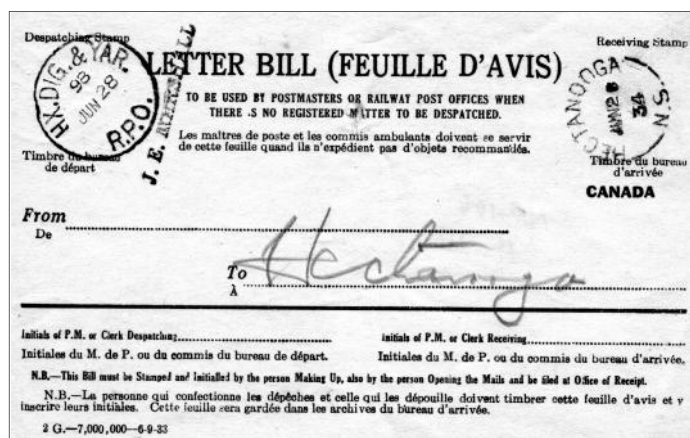 Despatching Stamp
Receiving Stamp
LETTER BILL (FEUILLE D'AVIS)
HX. DIG. & YAR.
98
JUN 28
R.P.O.
J. E.
HECTANOOGA
JUN 28
34
N.S.
TO BE USED BY POSTMASTERS OR RAILWAY POST OFFICES WHEN
THERE IS NO REGISTERED MATTER TO BE DESPATCHED.
Les maîtres de poste et les commis ambulants doivent se servir
de cette feuille quand ils n'expédient pas d'objets recommandés.
Timbre du bureau
de départ
Timbre du bureau
d'arrivée
CANADA
From
De
To Hectanooga
À
Initials of P.M. or Clerk Despatching
Initials of P.M. or Clerk Receiving
Initiales du M. de P. ou du commis du bureau de départ.
Initiales du M. de P. ou du commis du bureau d'arrivée.
N.B.—This Bill must be Stamped and Initialled by the person Making Up, also by the person Opening the Mails and be filed at Office of Receipt.
N.B.—La personne qui confectionne les dépêches et celle qui les dépouille doivent timbrer cette feuille d'avis et y
inscrire leurs initiales. Cette feuille sera gardée dans les archives du bureau d'arrivée.
2 G.—7,000,000—6-9-33